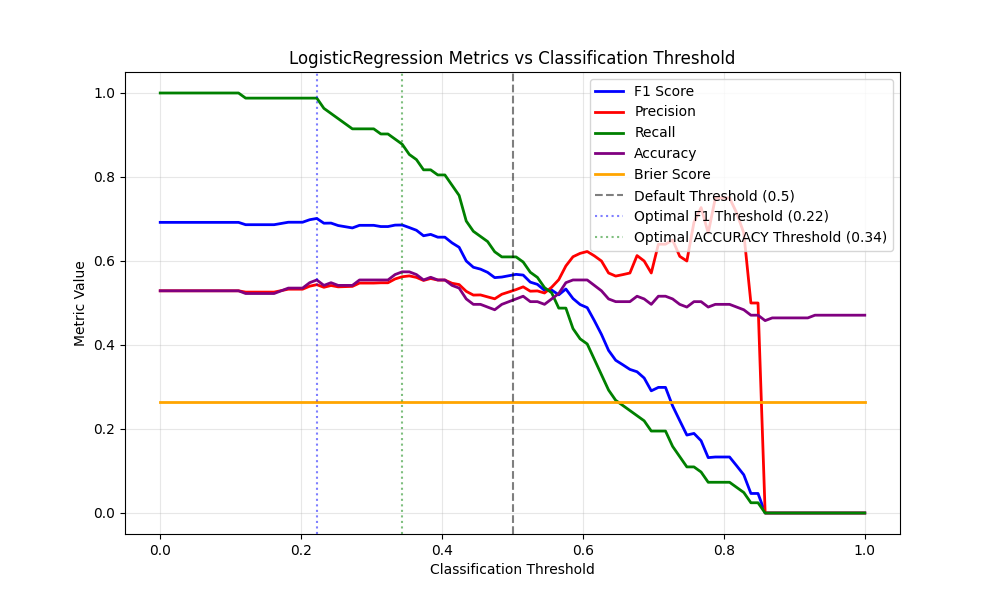 LogisticRegression Metrics vs Classification Threshold
Metric Value
1.0
0.8
0.6
0.4
0.2
0.0
F1 Score
Precision
Recall
Accuracy
Brier Score
Default Threshold (0.5)
Optimal F1 Threshold (0.22)
Optimal ACCURACY Threshold (0.34)
0.0 0.2 0.4 0.6 0.8 1.0
Classification Threshold